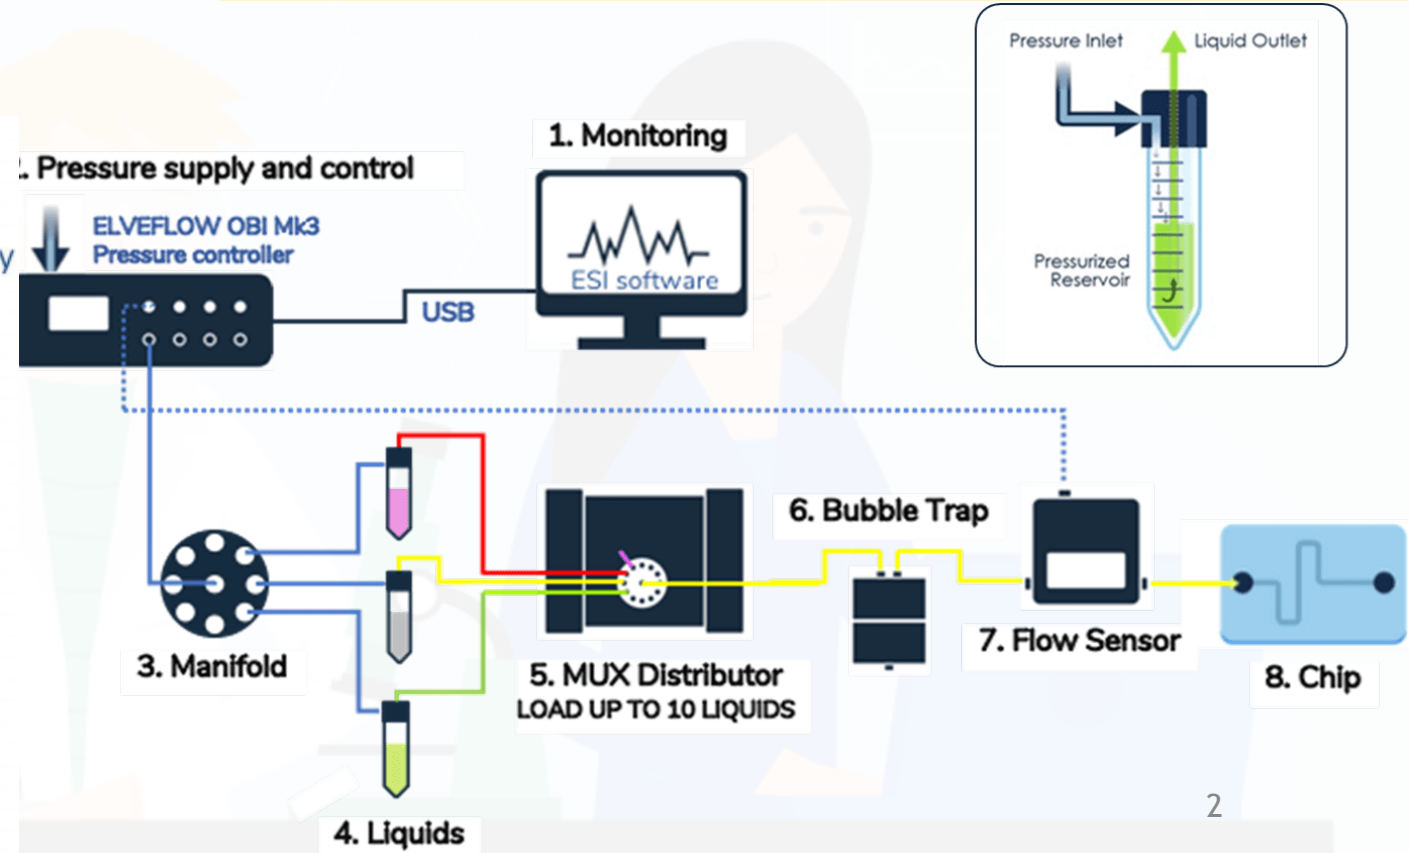 Pressure Inlet
Liquid Outlet
Pressurized
Reservoir
1. Monitoring
ESI software
. Pressure supply and control
ELVEFLOW OBI Mk3
Pressure controller
y
USB
3. Manifold
4. Liquids
5. MUX Distributor
LOAD UP TO 10 LIQUIDS
6. Bubble Trap
7. Flow Sensor
8. Chip
2